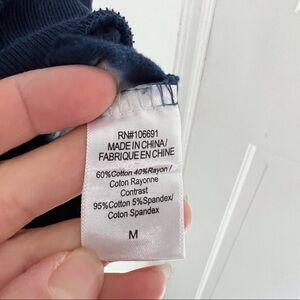 RN#106691
MADE IN CHINA/
FABRIQUE EN CHINE
60%Cotton 40%Rayon/
Coton Rayonne
Contrast
95%Cotton 5%Spandex/
Coton Spandex
M